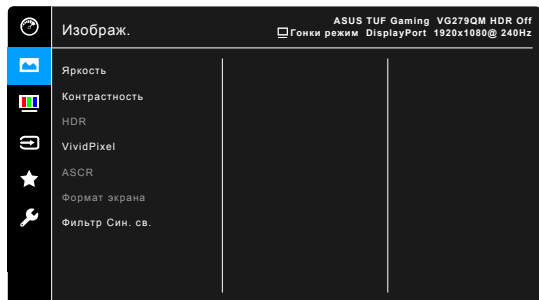 Изображ.
ASUS TUF Gaming VG279QM HDR Off
Гонки режим DisplayPort 1920x1080@ 240Hz
Яркость
Контрастность
HDR
VividPixel
ASCR
Формат экрана
Фильтр Син. св.